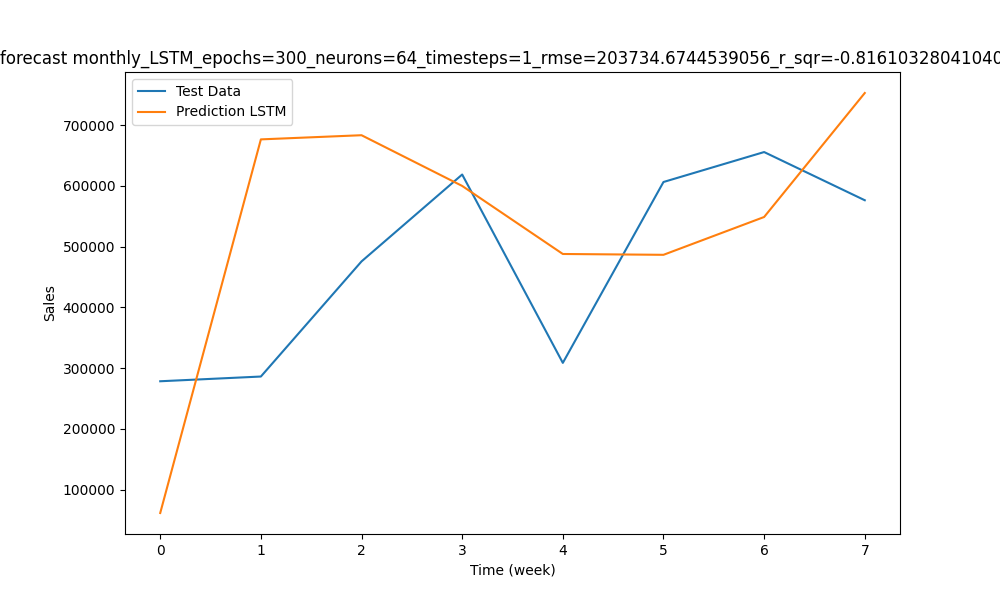 forecast monthly_LSTM_epochs=300_neurons=64_timesteps=1_rmse=203734.6744539056_r_sqr=-0.81610328041040
Test Data
Prediction LSTM
Sales
700000
600000
500000
400000
300000
200000
100000
0 1 2 3 4 5 6 7
Time (week)